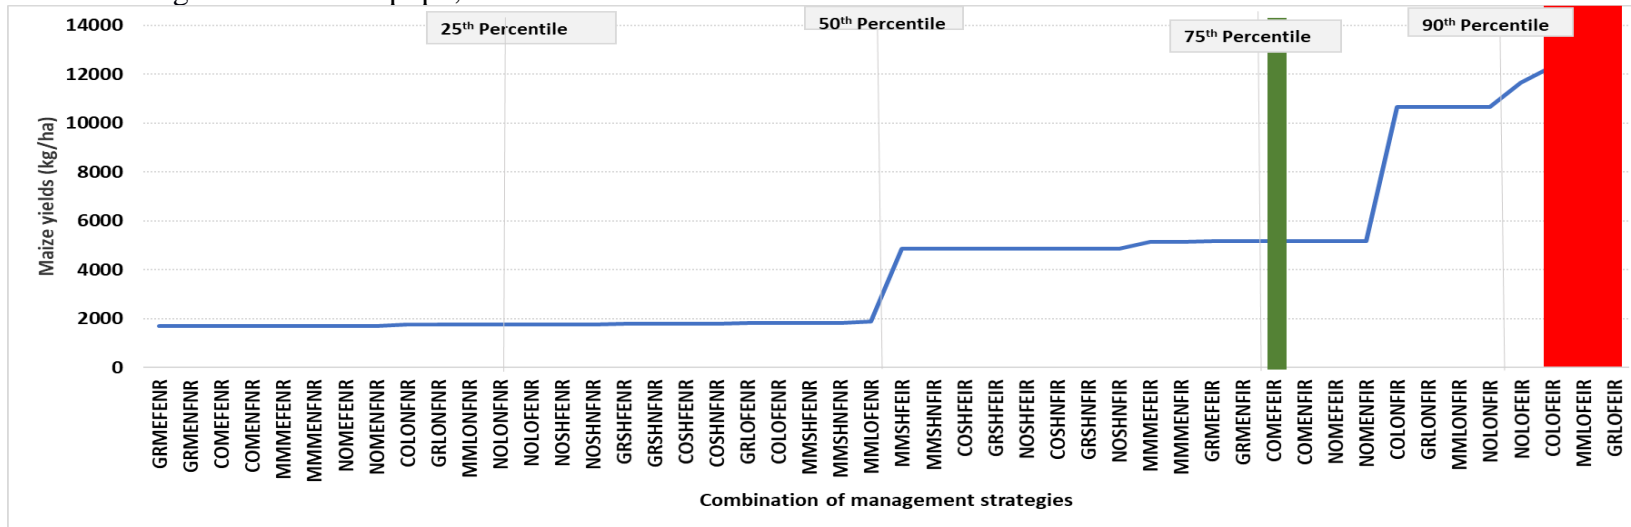 25th Percentile
50th Percentile
75th Percentile
90th Percentile
14000
12000
10000
8000
6000
4000
2000
0
Maize yields (kg/ha)
GRMEFENR
GRMENFNR
COMEFENR
COMENFNR
MMMEFENR
MMMENFNR
NOMEFENR
NOMENFNR
COLONFNR
GRLONFNR
MMLONFNR
NOLONFNR
NOLOFENR
NOSHFENR
NOSHNFNR
GRSHFENR
GRSHNFNR
COSHFENR
COSHNFNR
GRLOFENR
COLOFENR
MMSHFENR
MMSHNFNR
MMLOFENR
MMSHFEIR
MMSHNFIR
COSHFEIR
GRSHFEIR
NOSHFEIR
COSHNFIR
GRSHNFIR
NOSHNFIR
MMMEFEIR
MMMENFIR
GRMEFEIR
GRMENFIR
COMEFEIR
COMENFIR
NOMEFEIR
NOMENFIR
COLONFIR
GRLONFIR
MMLONFIR
NOLONFIR
NOLOFEIR
COLOFEIR
MMLOFEIR
GRLOFEIR
Combination of management strategies